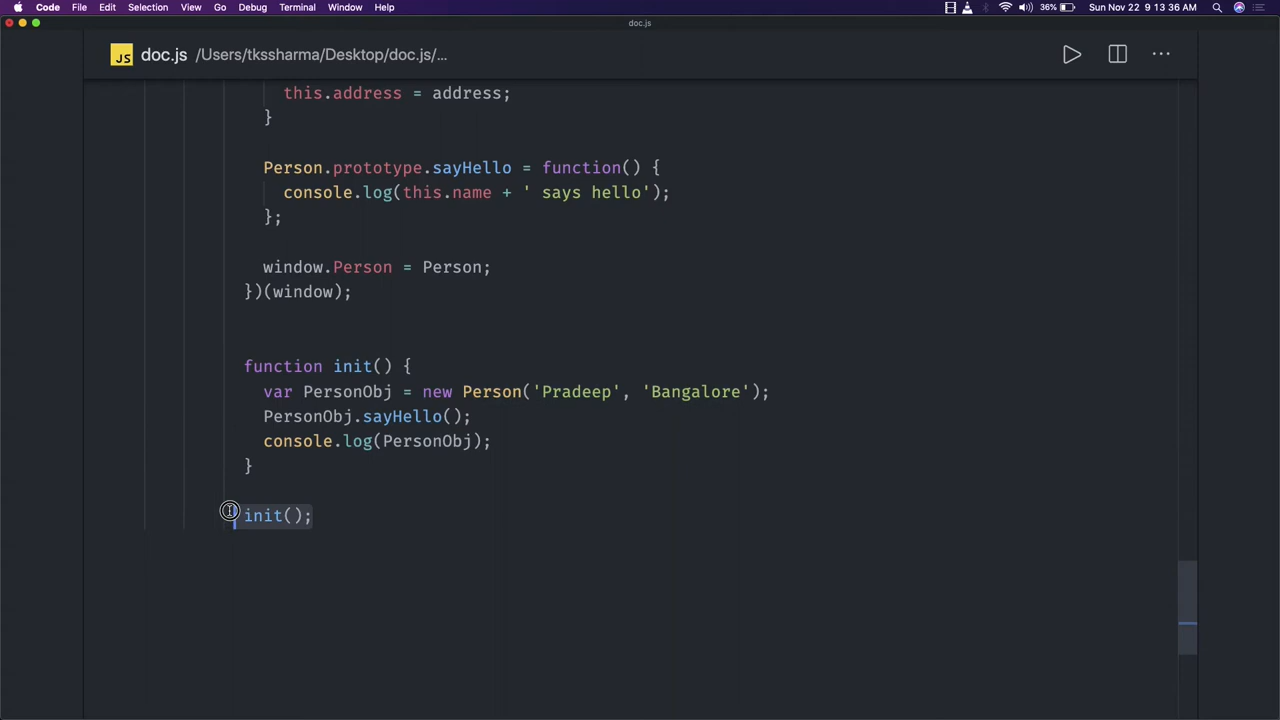 Code File Edit Selection View Go Debug Terminal Window Help 36% Sun Nov 22 9:13:36 AM
doc.js
JS doc.js /Users/tkssharma/Desktop/doc.js/...
this.address = address;
}
Person.prototype.sayHello = function() {
console.log(this.name + ' says hello');
};
window.Person = Person;
})(window);
function init() {
var PersonObj = new Person('Pradeep', 'Bangalore');
PersonObj.sayHello();
console.log(PersonObj);
}
init();